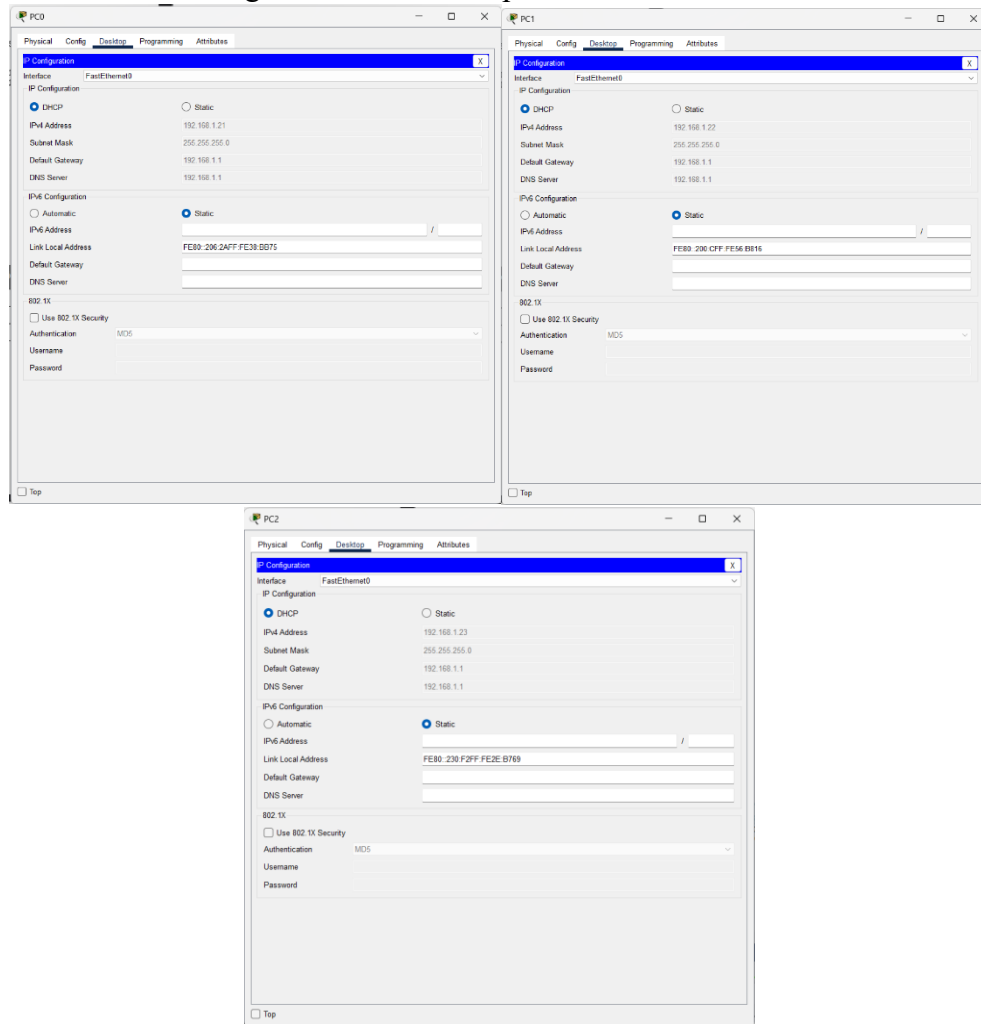 PC0
Physical Config Desktop Programming Attributes
IP Configuration X
Interface FastEthernet0
IP Configuration
DHCP Static
IPv4 Address 192.168.1.21
Subnet Mask 255.255.255.0
Default Gateway 192.168.1.1
DNS Server 192.168.1.1
IPv6 Configuration
Automatic Static
IPv6 Address /
Link Local Address FE80::206:2AFF:FE38:BB75
Default Gateway
DNS Server
802.1X
Use 802.1X Security
Authentication MD5
Username
Password
Top
PC1
Physical Config Desktop Programming Attributes
IP Configuration X
Interface FastEthernet0
IP Configuration
DHCP Static
IPv4 Address 192.168.1.22
Subnet Mask 255.255.255.0
Default Gateway 192.168.1.1
DNS Server 192.168.1.1
IPv6 Configuration
Automatic Static
IPv6 Address /
Link Local Address FE80::200:CFF:FE56:B816
Default Gateway
DNS Server
802.1X
Use 802.1X Security
Authentication MD5
Username
Password
Top
PC2
Physical Config Desktop Programming Attributes
IP Configuration X
Interface FastEthernet0
IP Configuration
DHCP Static
IPv4 Address 192.168.1.23
Subnet Mask 255.255.255.0
Default Gateway 192.168.1.1
DNS Server 192.168.1.1
IPv6 Configuration
Automatic Static
IPv6 Address /
Link Local Address FE80::230:F2FF:FE2E:B769
Default Gateway
DNS Server
802.1X
Use 802.1X Security
Authentication MD5
Username
Password
Top